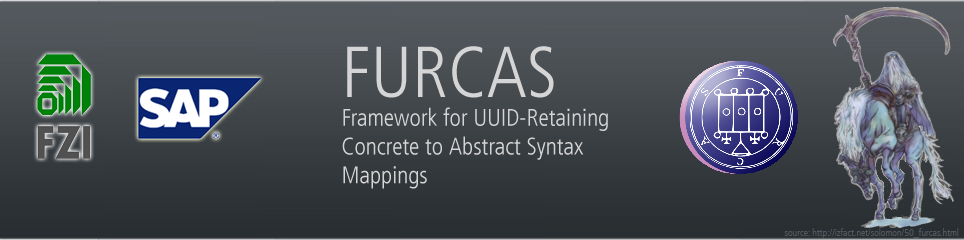 FZI
SAP
®
FURCAS
Framework for UUID-Retaining
Concrete to Abstract Syntax
Mappings
F U R C A S
source: http://izfact.net/solomon/50_furcas.html